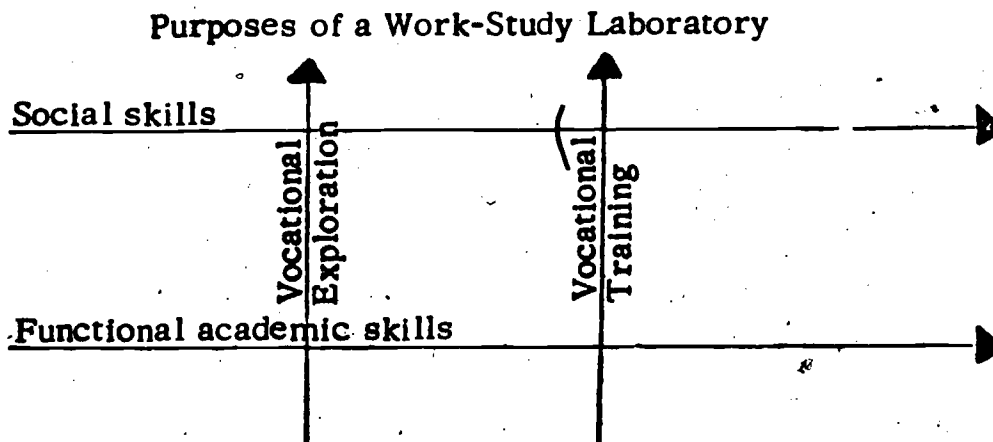 Purposes of a Work-Study Laboratory
Social skills
Vocational
Exploration
Vocational
Training
Functional academic skills